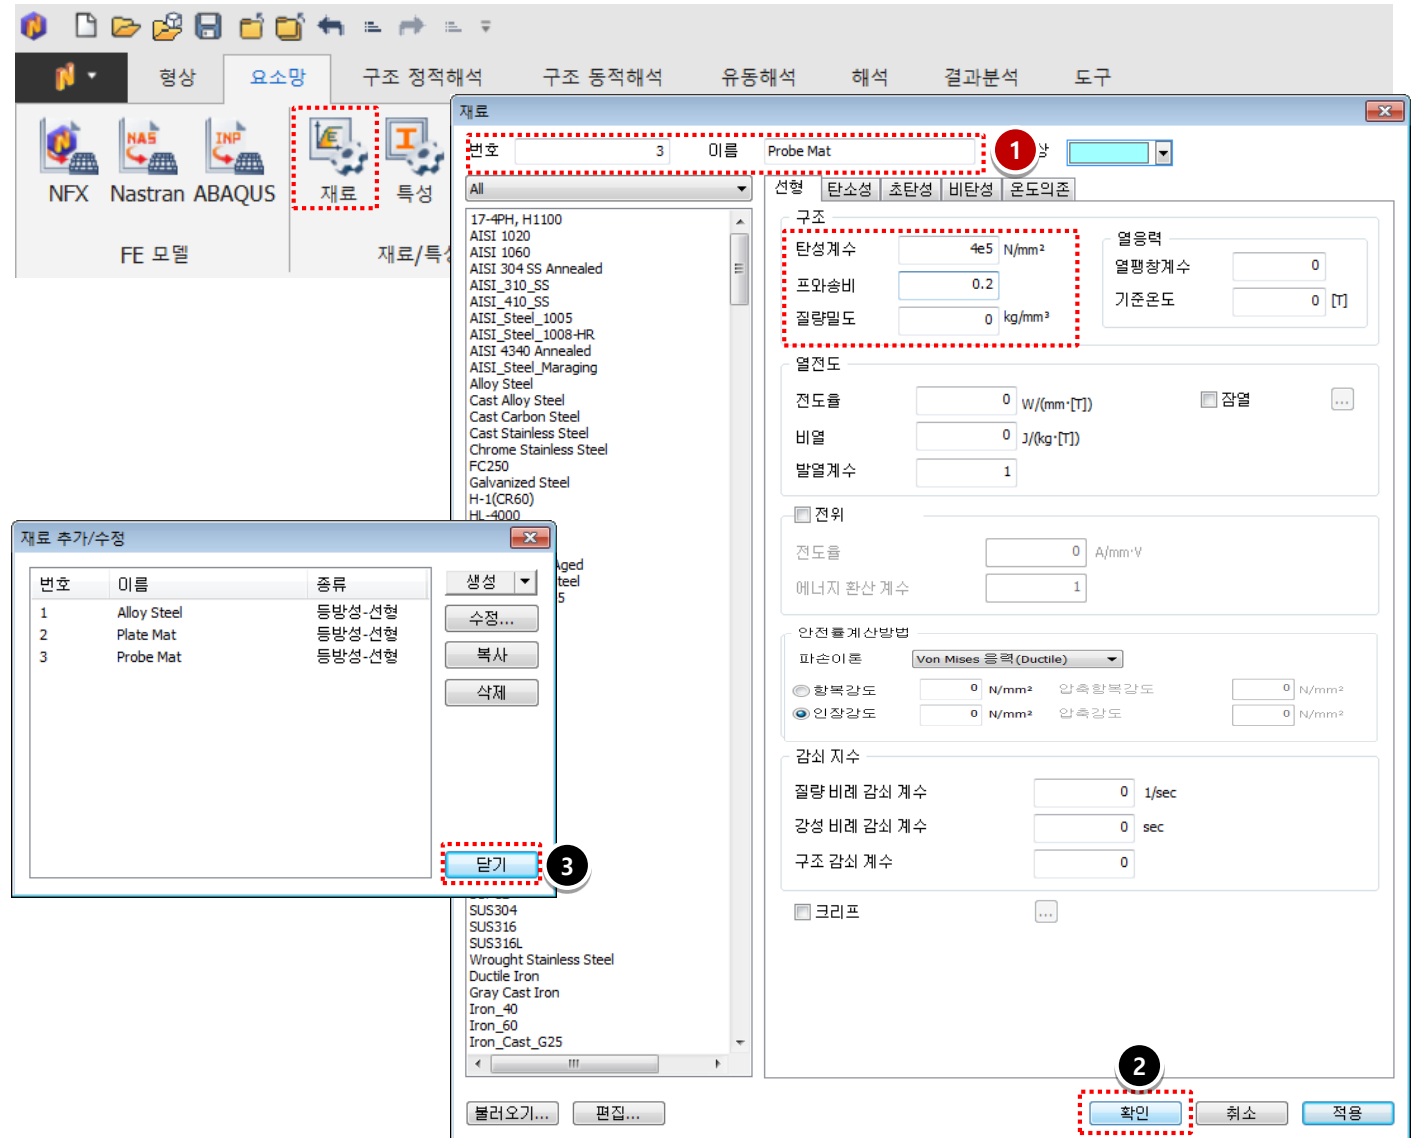 형상 요소망 구조 정적해석 구조 동적해석 유동해석 해석 결과분석 도구
NAS INP
NFX Nastran ABAQUS 재료 특성
FE 모델 재료/특성
재료
번호 3 이름 Probe Mat 1
All
17-4PH, H1100
AISI 1020
AISI 1060
AISI 304 SS Annealed
AISI_310_SS
AISI_410_SS
AISI_Steel_1005
AISI_Steel_1008-HR
AISI 4340 Annealed
AISI_Steel_Maraging
Alloy Steel
Cast Alloy Steel
Cast Carbon Steel
Cast Stainless Steel
Chrome Stainless Steel
FC250
Galvanized Steel
H-1(CR60)
HL-4000
Aged
teel
5
SUS304
SUS316
SUS316L
Wrought Stainless Steel
Ductile Iron
Gray Cast Iron
Iron_40
Iron_60
Iron_Cast_G25
불러오기... 편집...
선형 탄소성 초탄성 비탄성 온도의존
구조
탄성계수 4e5 N/mm²
프와송비 0.2
질량밀도 0 kg/mm³
열응력
열팽창계수 0
기준온도 0 [T]
열전도
전도율 0 W/(mm·[T]) 잠열 ...
비열 0 J/(kg·[T])
발열계수 1
전위
전도율 0 A/mm·V
에너지 환산 계수 1
안전률계산방법
파손이론 Von Mises 응력(Ductile)
항복강도 0 N/mm² 압축항복강도 0 N/mm²
인장강도 0 N/mm² 압축강도 0 N/mm²
감쇠 지수
질량 비례 감쇠 계수 0 1/sec
강성 비례 감쇠 계수 0 sec
구조 감쇠 계수 0
크리프 ...
2
확인 취소 적용
재료 추가/수정
번호 이름 종류
1 Alloy Steel 등방성-선형
2 Plate Mat 등방성-선형
3 Probe Mat 등방성-선형
생성
수정...
복사
삭제
닫기 3